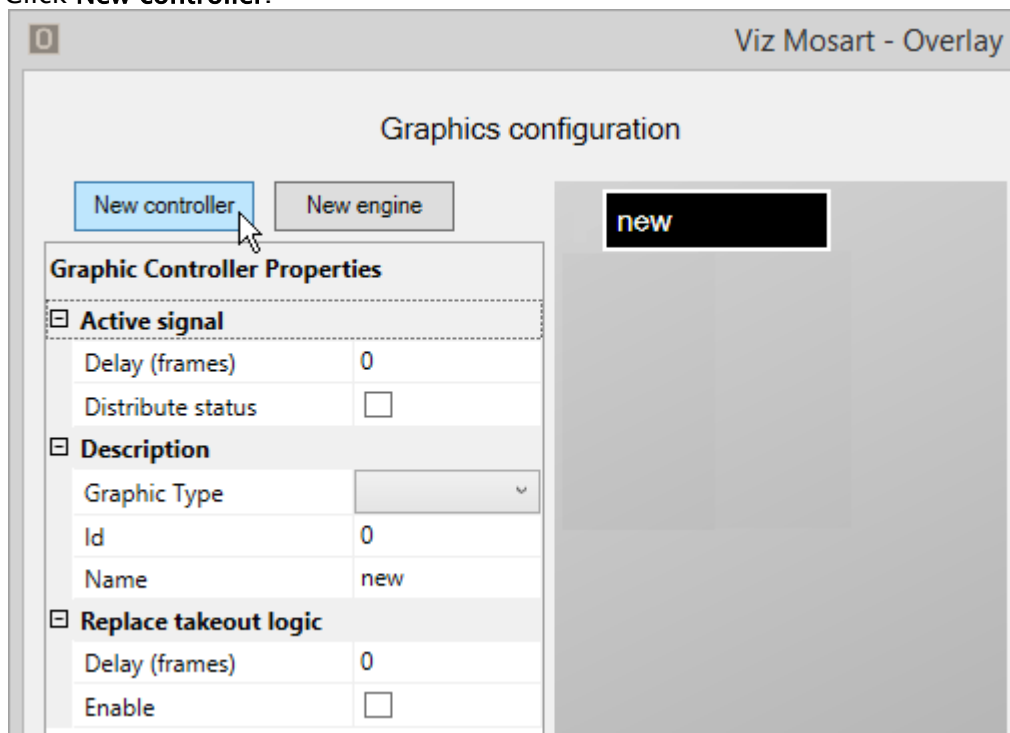 Click New controller.
Viz Mosart - Overlay
Graphics configuration
New controller New engine
new
Graphic Controller Properties
Active signal
Delay (frames) 0
Distribute status
Description
Graphic Type
Id 0
Name new
Replace takeout logic
Delay (frames) 0
Enable